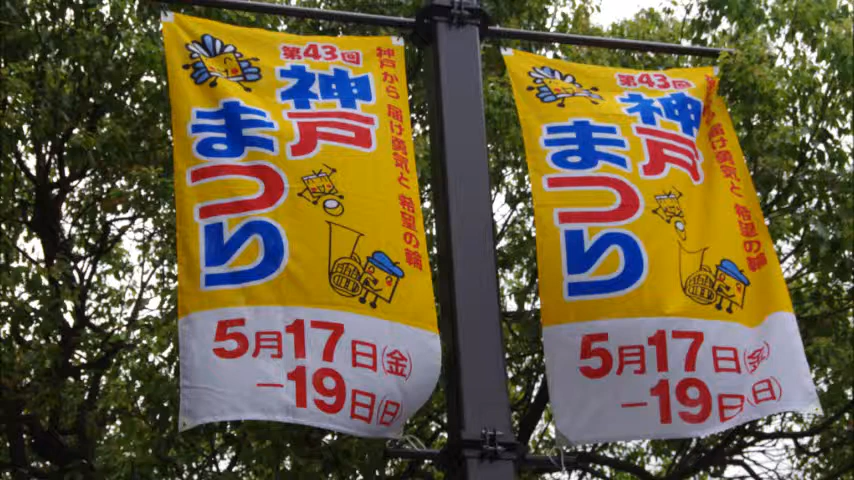 第43回
神戸
まつり
神戸から 届け勇気と 希望の輪
5月17日(金)
-19日(日)
第43回
神戸
まつり
神戸から 届け勇気と 希望の輪
5月17日(金)
-19日(日)